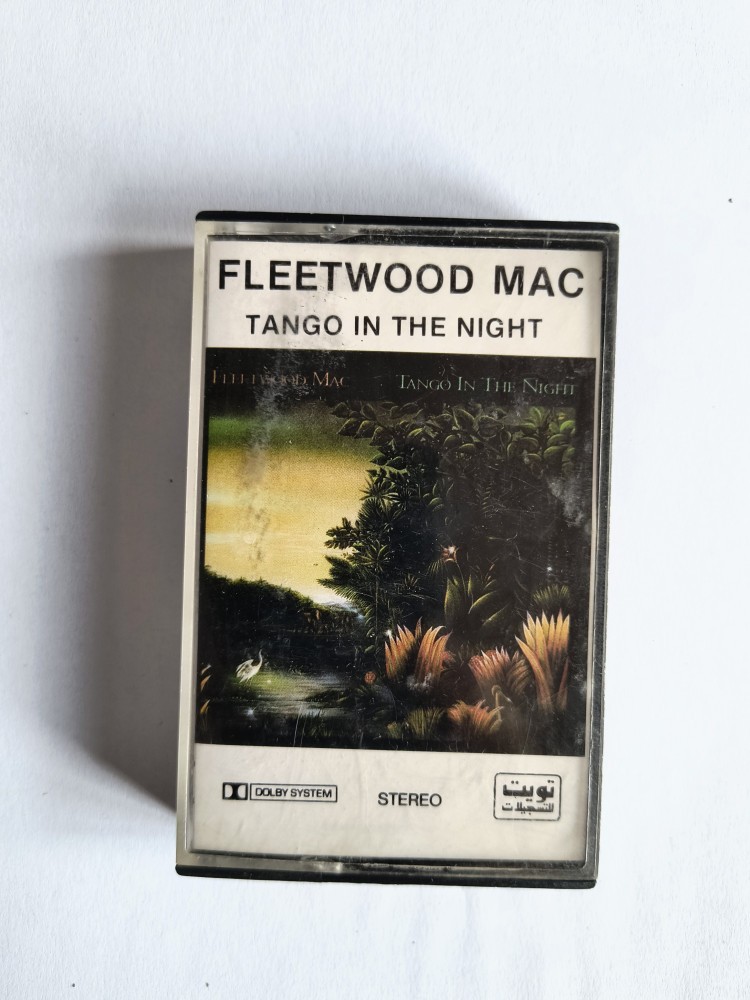 FLEETWOOD MAC
TANGO IN THE NIGHT
FLEETWOOD MAC TANGO IN THE NIGHT
DOLBY SYSTEM
STEREO
تويت
للتسجيلات